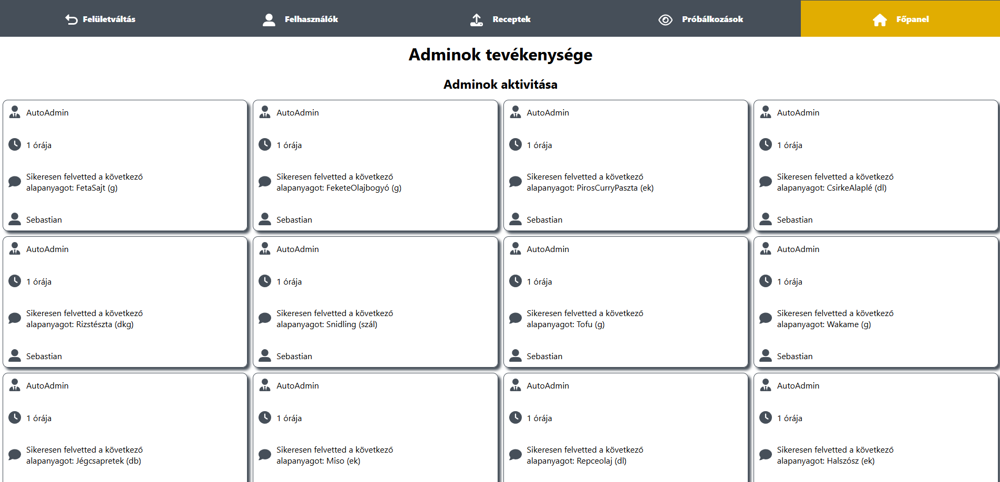 Felületváltás
Felhasználók
Receptek
Próbálkozások
Főpanel
Adminok tevékenysége
Adminok aktivitása
AutoAdmin
1 órája
Sikeresen felvetted a következő
alapanyagot: FetaSajt (g)
Sebastian
AutoAdmin
1 órája
Sikeresen felvetted a következő
alapanyagot: FeketeOlajbogyó (g)
Sebastian
AutoAdmin
1 órája
Sikeresen felvetted a következő
alapanyagot: PirosCurryPaszta (ek)
Sebastian
AutoAdmin
1 órája
Sikeresen felvetted a következő
alapanyagot: CsirkeAlaplé (dl)
Sebastian
AutoAdmin
1 órája
Sikeresen felvetted a következő
alapanyagot: Rizstészta (dkg)
Sebastian
AutoAdmin
1 órája
Sikeresen felvetted a következő
alapanyagot: Snidling (szál)
Sebastian
AutoAdmin
1 órája
Sikeresen felvetted a következő
alapanyagot: Tofu (g)
Sebastian
AutoAdmin
1 órája
Sikeresen felvetted a következő
alapanyagot: Wakame (g)
Sebastian
AutoAdmin
1 órája
Sikeresen felvetted a következő
alapanyagot: Jégcsapretek (db)
AutoAdmin
1 órája
Sikeresen felvetted a következő
alapanyagot: Miso (ek)
AutoAdmin
1 órája
Sikeresen felvetted a következő
alapanyagot: Repceolaj (dl)
AutoAdmin
1 órája
Sikeresen felvetted a következő
alapanyagot: Halszósz (ek)